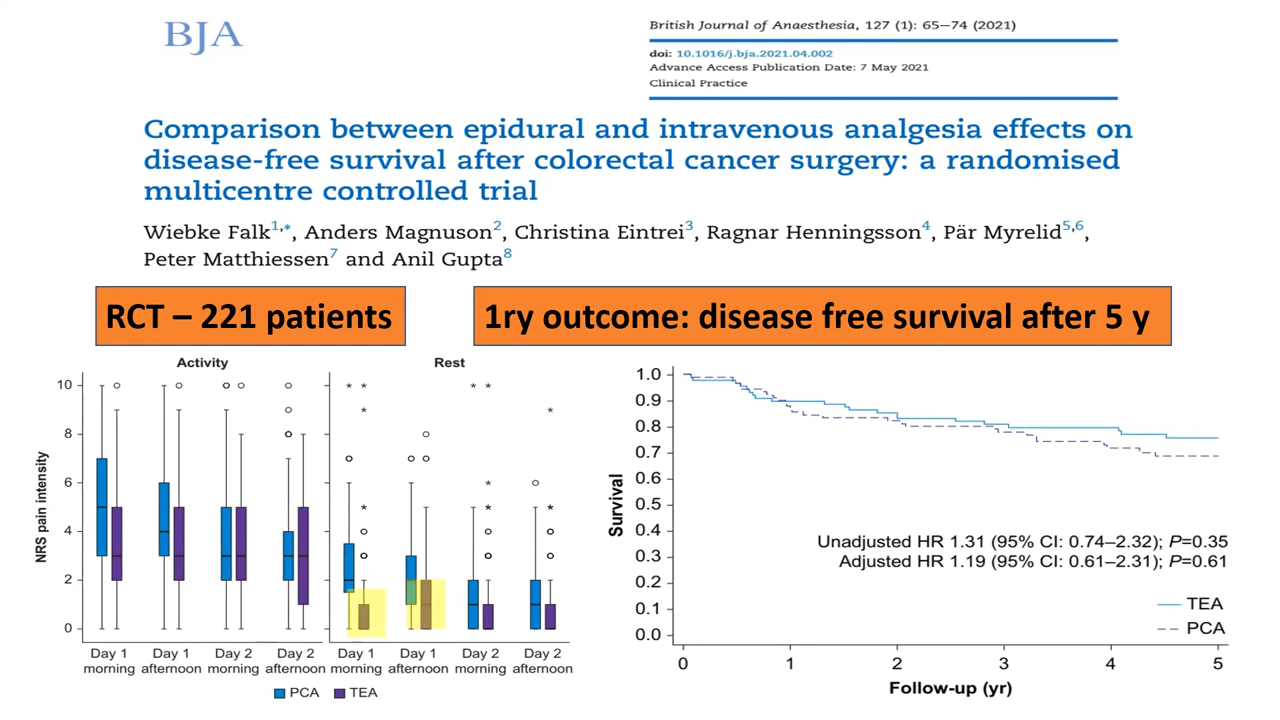 BJA
British Journal of Anaesthesia, 127 (1): 65—74 (2021)
doi: 10.1016/j.bja.2021.04.002
Advance Access Publication Date: 7 May 2021
Clinical Practice
Comparison between epidural and intravenous analgesia effects on
disease-free survival after colorectal cancer surgery: a randomised
multicentre controlled trial
Wiebke Falk1,*, Anders Magnuson2, Christina Eintrei3, Ragnar Henningsson4, Pär Myrelid5,6,
Peter Matthiessen7 and Anil Gupta8
RCT – 221 patients
1ry outcome: disease free survival after 5 y
Activity
Rest
NRS pain intensity
10
8
6
4
2
0
Day 1 morning
Day 1 afternoon
Day 2 morning
Day 2 afternoon
Day 1 morning
Day 1 afternoon
Day 2 morning
Day 2 afternoon
PCA
TEA
Survival
1.0
0.9
0.8
0.7
0.6
0.5
0.4
0.3
0.2
0.1
0.0
Unadjusted HR 1.31 (95% CI: 0.74–2.32); P=0.35
Adjusted HR 1.19 (95% CI: 0.61–2.31); P=0.61
TEA
PCA
0 1 2 3 4 5
Follow-up (yr)